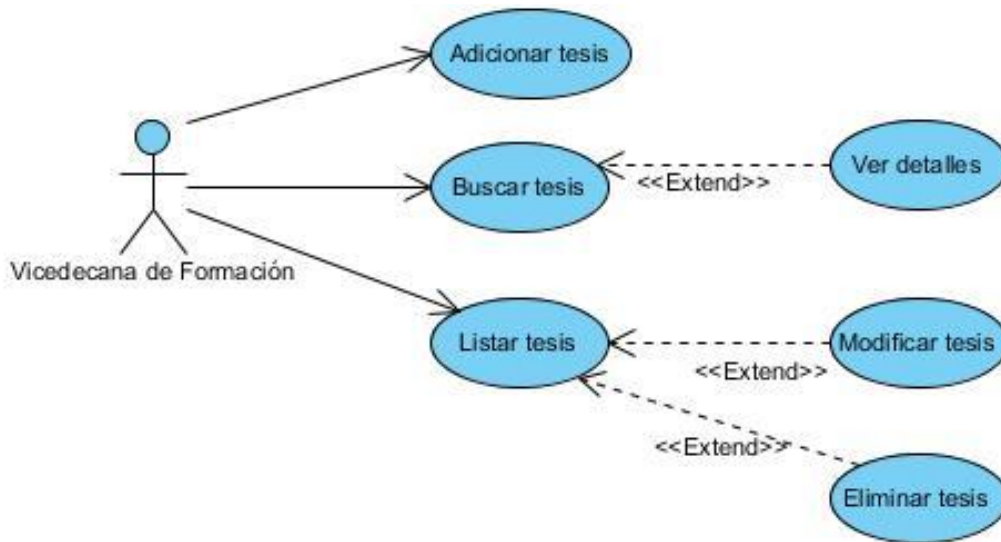 Adicionar tesis
Buscar tesis
<<Extend>>
Ver detalles
Vicedecana de Formación
Listar tesis
<<Extend>>
Modificar tesis
<<Extend>>
Eliminar tesis